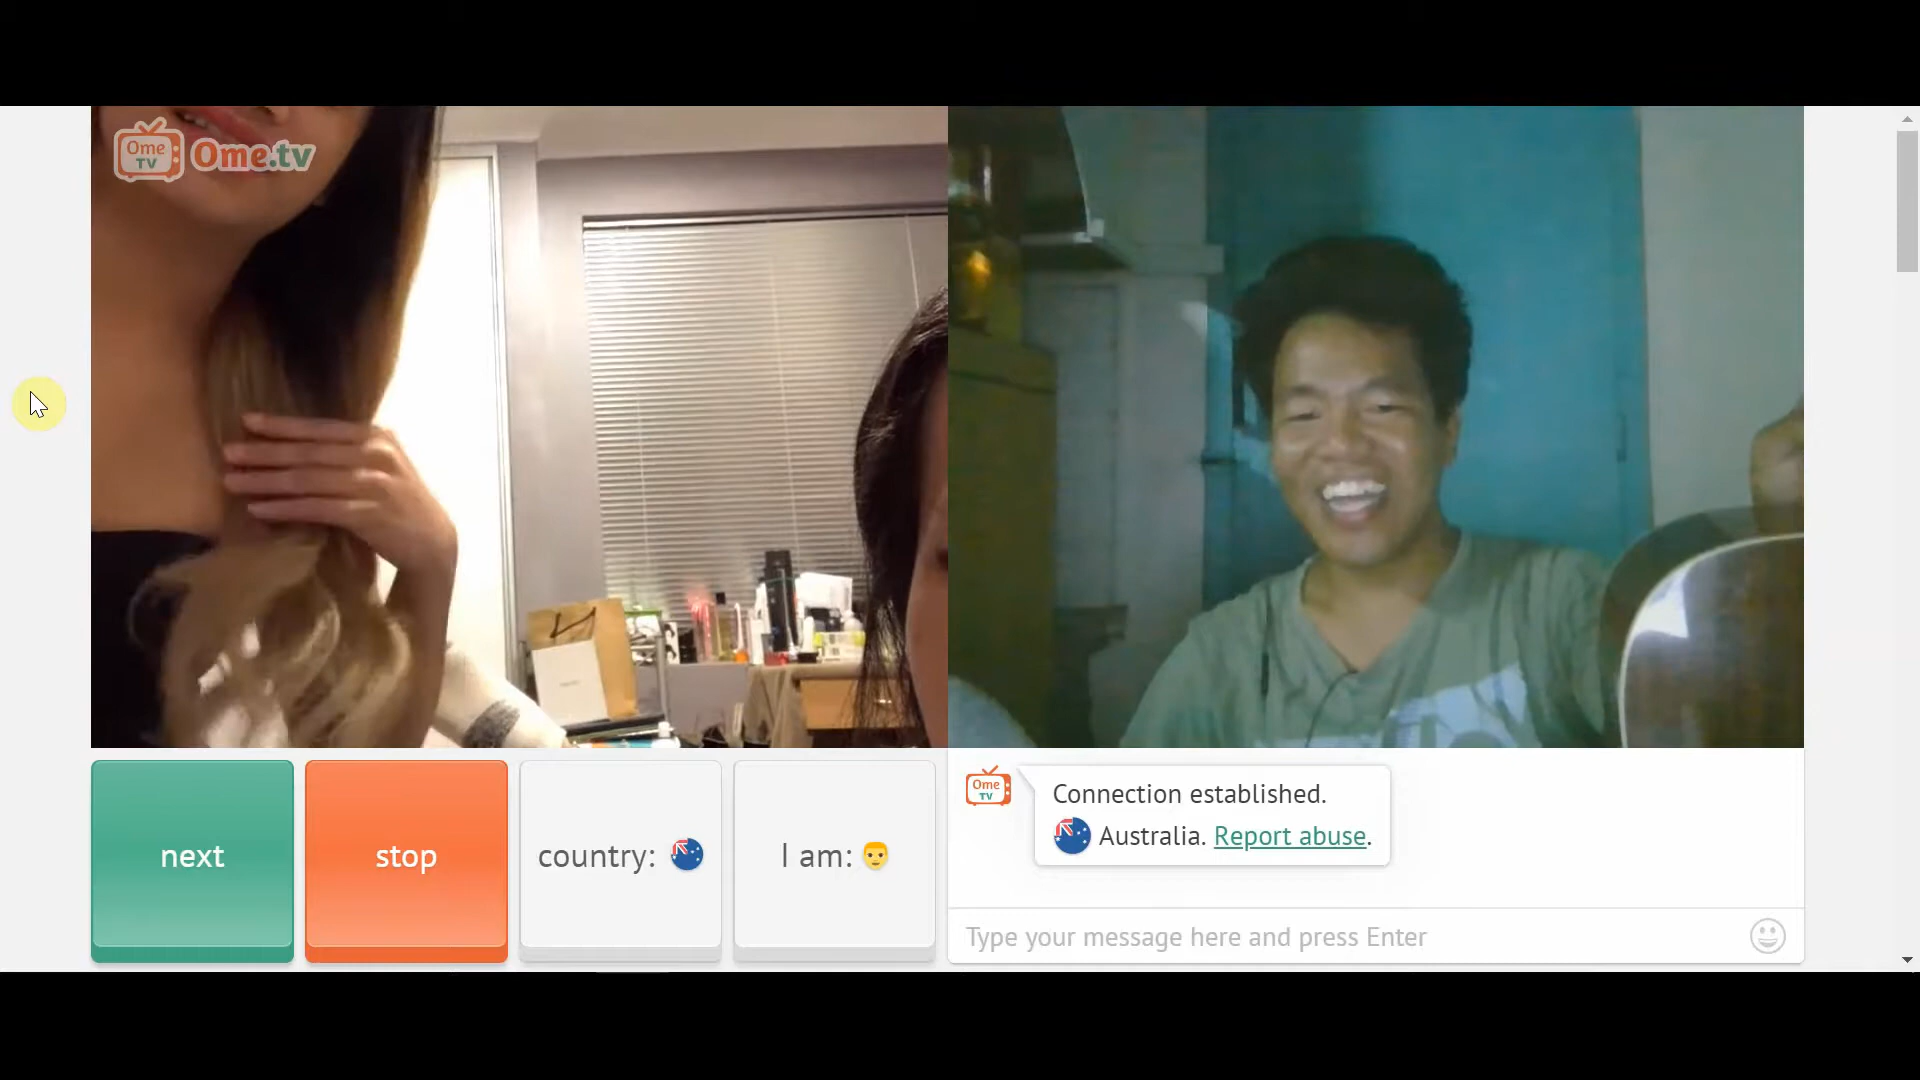 Ome TV Ome.tv
next
stop
country:
I am:
Ome TV
Connection established.
Australia. Report abuse.
Type your message here and press Enter